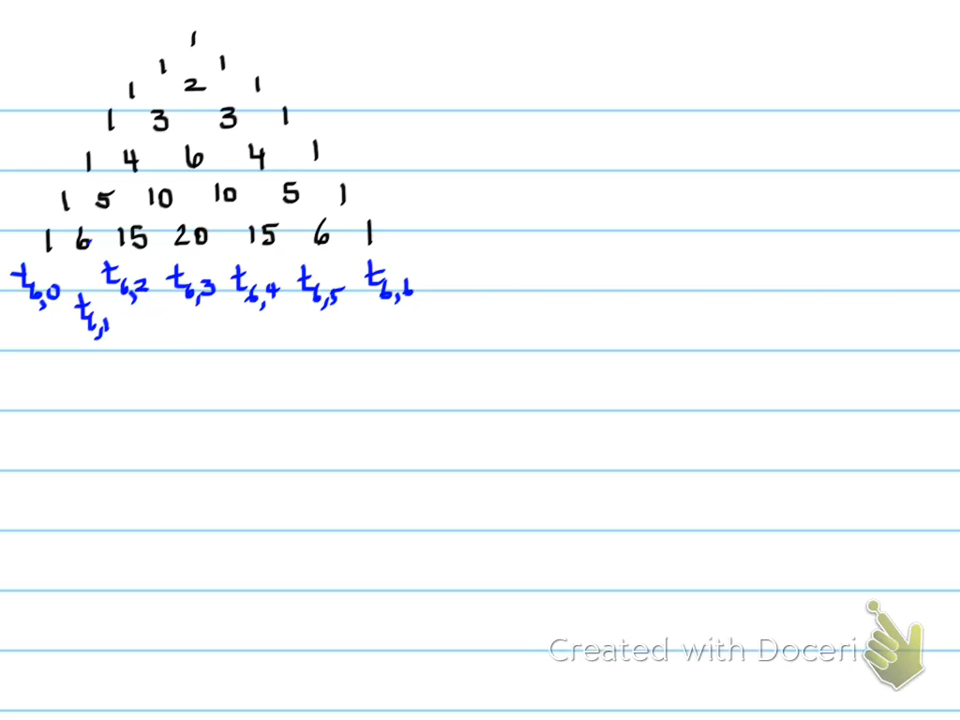 1
1 1
1 2 1
1 3 3 1
1 4 6 4 1
1 5 10 10 5 1
1 6 15 20 15 6 1
t6,0 t6,1 t6,2 t6,3 t6,4 t6,5 t6,6
Created with Doceri